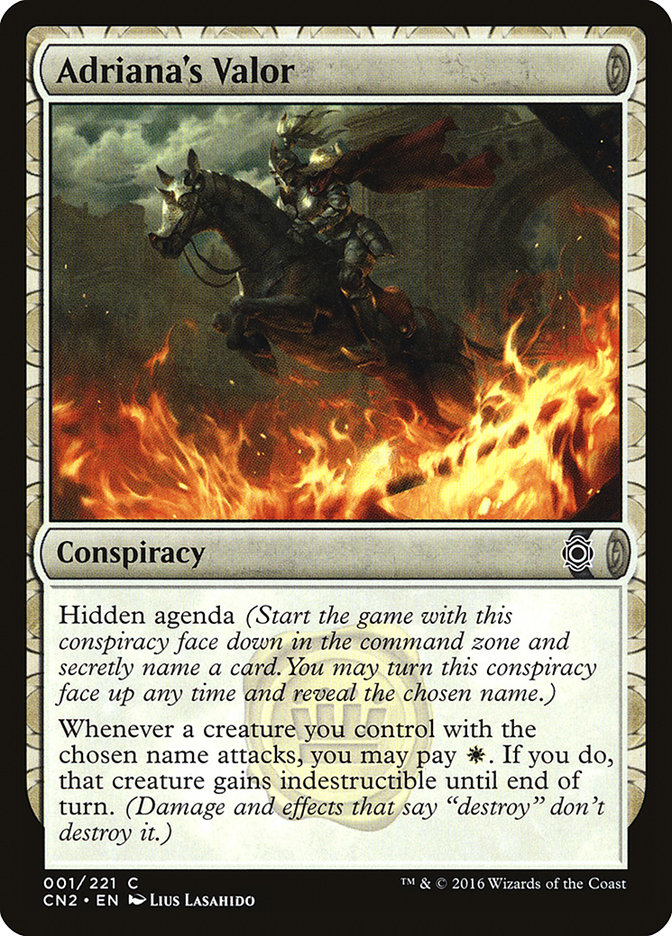 Adriana's Valor
Conspiracy
Hidden agenda (Start the game with this
conspiracy face down in the command zone and
secretly name a card. You may turn this conspiracy
face up any time and reveal the chosen name.)
Whenever a creature you control with the
chosen name attacks, you may pay. If you do,
that creature gains indestructible until end of
turn. (Damage and effects that say “destroy” don't
destroy it.)
001/221 C
CN2 • EN Lius Lasahido
™ & © 2016 Wizards of the Coast